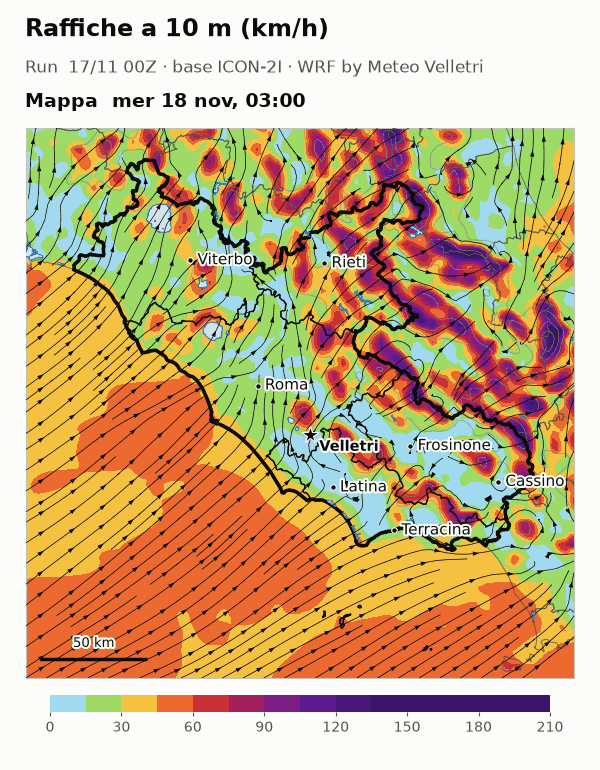 Raffiche a 10 m (km/h)
Run 17/11 00Z · base ICON-2I · WRF by Meteo Velletri
Mappa mer 18 nov, 03:00
Viterbo
Rieti
Roma
Velletri
Frosinone
Latina
Cassino
Terracina
50 km
0 30 60 90 120 150 180 210